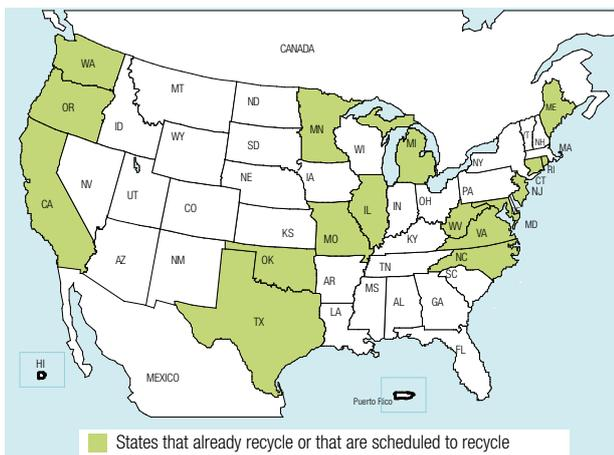 CANADA
WA
MT
ND
MN
ME
OR
ID
WY
SD
WI
MI
VT
NH
MA
NY
RI
CT
NJ
NE
IA
PA
NV
UT
CO
IL
IN
OH
MD
CA
KS
MO
KY
WV
VA
AZ
NM
OK
AR
TN
NC
SC
MS
AL
GA
TX
LA
FL
HI
MEXICO
Puerto Rico
States that already recycle or that are scheduled to recycle